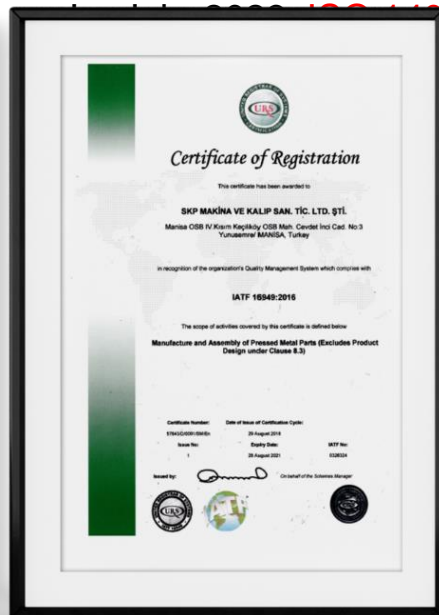 URS
Certificate of Registration
This certificate has been awarded to
SKP MAKİNA VE KALIP SAN. TİC. LTD. ŞTİ.
Manisa OSB IV.Kısım Keçiliköy OSB Mah. Cevdet İnci Cad. No:3
Yunusemre/ MANİSA, Turkey
in recognition of the organization's Quality Management System which complies with
IATF 16949:2016
The scope of activities covered by this certificate is defined below
Manufacture and Assembly of Pressed Metal Parts (Excludes Product
Design under Clause 8.3)
Certificate Number: Date of Issue of Certification Cycle:
29 August 2018
Issue No: Expiry Date: IATF No:
1 28 August 2021 0326324
Issued by: On behalf of the Schemes Manager
URS